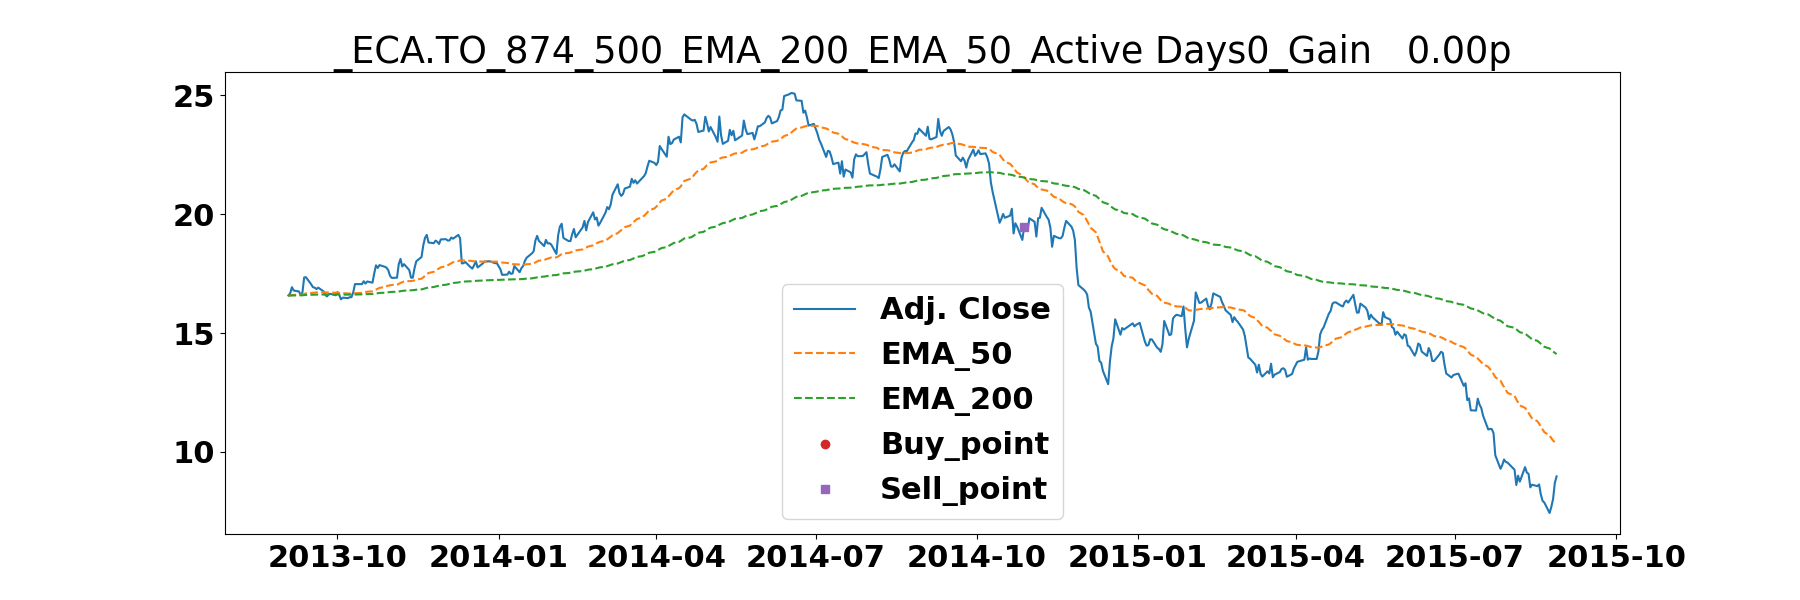 _ECA.TO_874_500_EMA_200_EMA_50_Active Days0_Gain   0.00p
25
20
15
10
Adj. Close
EMA_50
EMA_200
Buy_point
Sell_point
2013-10 2014-01 2014-04 2014-07 2014-10 2015-01 2015-04 2015-07 2015-10